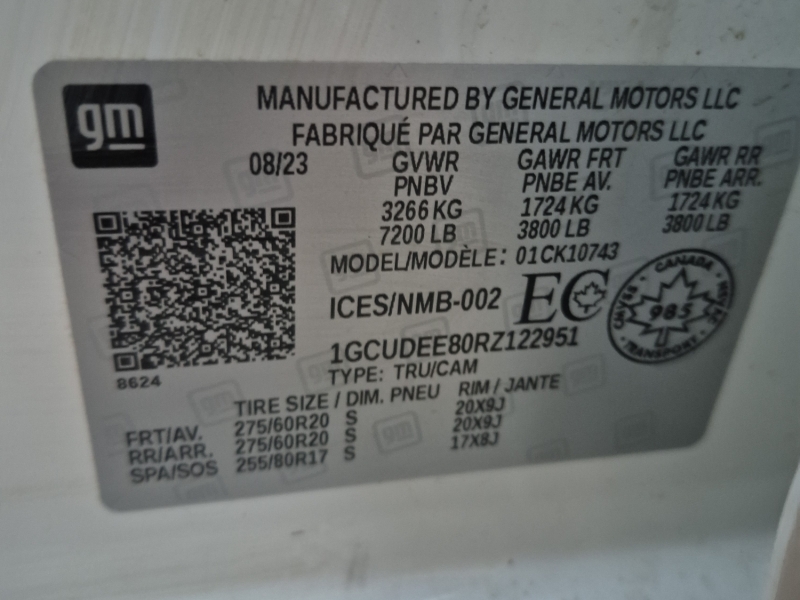 gm
MANUFACTURED BY GENERAL MOTORS LLC
FABRIQUÉ PAR GENERAL MOTORS LLC
08/23 GVWR GAWR FRT GAWR RR
PNBV PNBE AV. PNBE ARR.
3266 KG 1724 KG 1724 KG
7200 LB 3800 LB 3800 LB
MODEL/MODÈLE: 01CK10743
ICES/NMB-002 EC
CANADA
985
TRANSPORT
1GCUDEE80RZ122951
8624
TYPE: TRU/CAM
TIRE SIZE / DIM. PNEU RIM / JANTE
FRT/AV. 275/60R20 S 20X9J
RR/ARR. 275/60R20 S 20X9J
SPA/SOS 255/80R17 S 17X8J